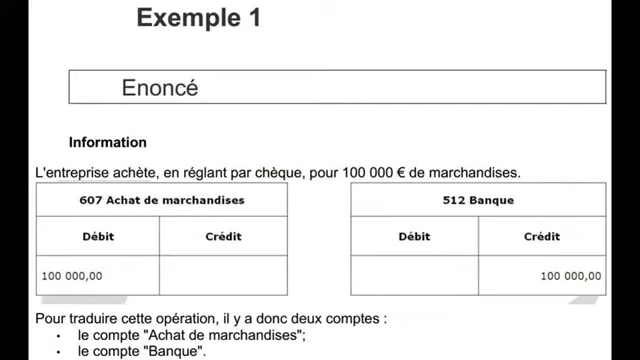 Exemple 1
Enoncé
Information
L'entreprise achète, en réglant par chèque, pour 100 000 € de marchandises.
607 Achat de marchandises
Débit Crédit
100 000,00
512 Banque
Débit Crédit
100 000,00
Pour traduire cette opération, il y a donc deux comptes :
• le compte "Achat de marchandises";
• le compte "Banque".